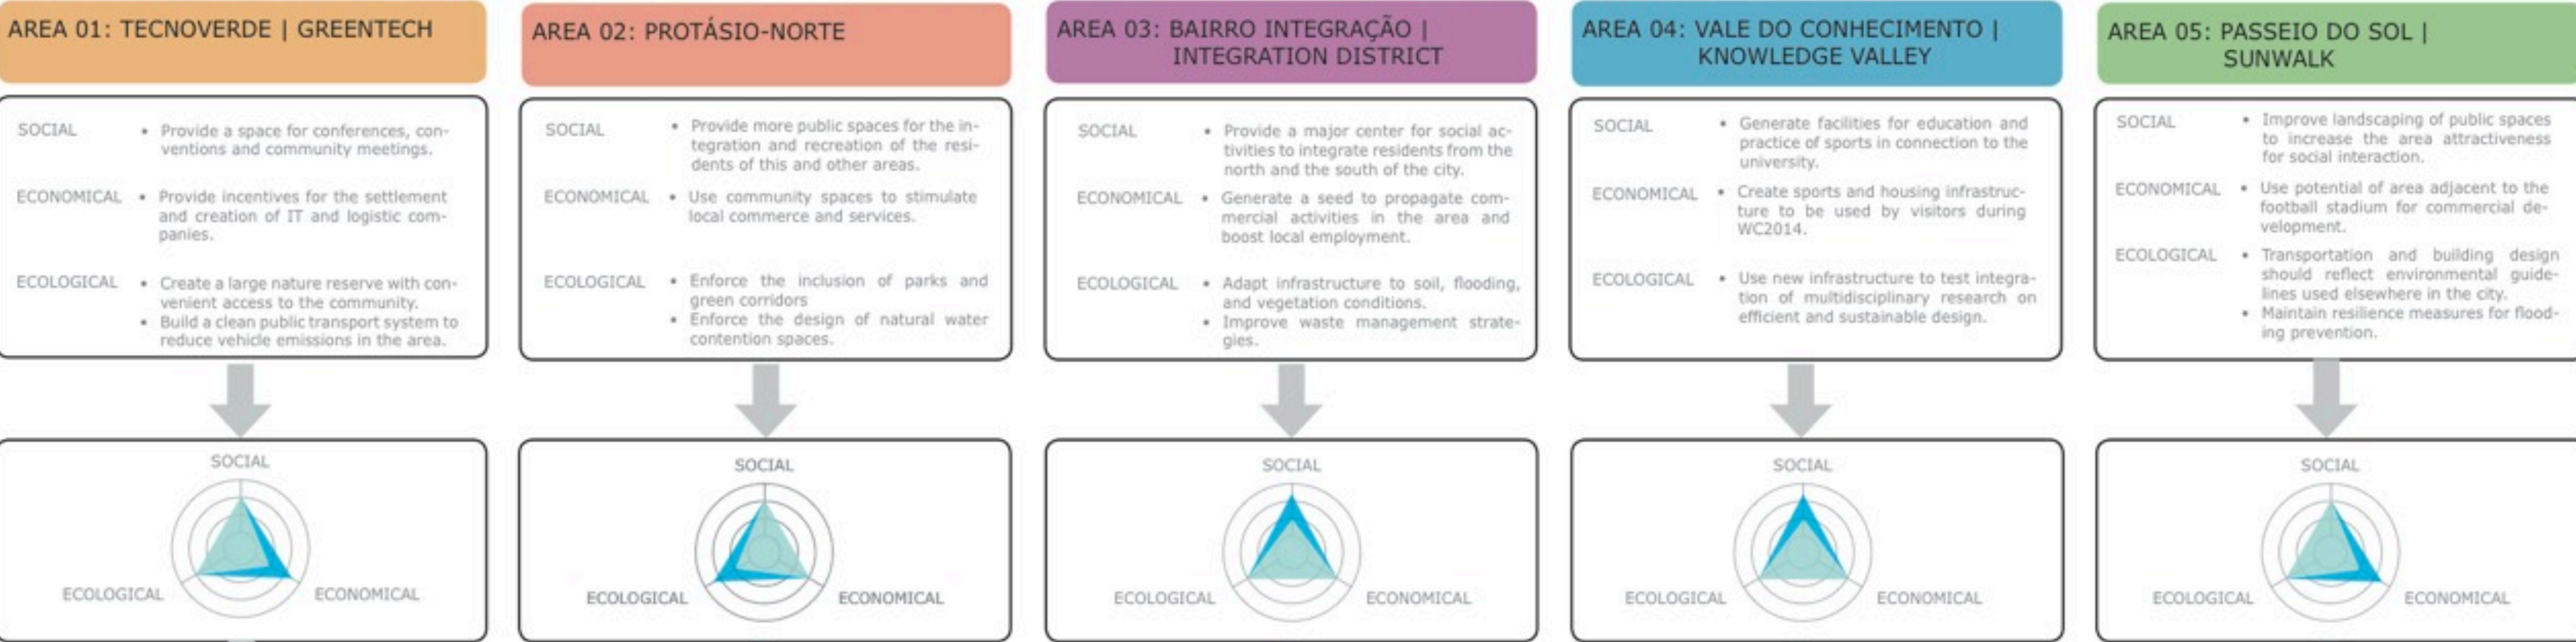 AREA 01: TECNOVERDE | GREENTECH
SOCIAL
• Provide a space for conferences, con-
ventions and community meetings.
ECONOMICAL
• Provide incentives for the settlement
and creation of IT and logistic com-
panies.
ECOLOGICAL
• Create a large nature reserve with con-
venient access to the community.
• Build a clean public transport system to
reduce vehicle emissions in the area.
SOCIAL
ECOLOGICAL
ECONOMICAL
AREA 02: PROTÁSIO-NORTE
SOCIAL
• Provide more public spaces for the in-
tegration and recreation of the resi-
dents of this and other areas.
ECONOMICAL
• Use community spaces to stimulate
local commerce and services.
ECOLOGICAL
• Enforce the inclusion of parks and
green corridors
• Enforce the design of natural water
contention spaces.
SOCIAL
ECOLOGICAL
ECONOMICAL
AREA 03: BAIRRO INTEGRAÇÃO |
INTEGRATION DISTRICT
SOCIAL
• Provide a major center for social ac-
tivities to integrate residents from the
north and the south of the city.
ECONOMICAL
• Generate a seed to propagate com-
mercial activities in the area and
boost local employment.
ECOLOGICAL
• Adapt infrastructure to soil, flooding,
and vegetation conditions.
• Improve waste management strate-
gies.
SOCIAL
ECOLOGICAL
ECONOMICAL
AREA 04: VALE DO CONHECIMENTO |
KNOWLEDGE VALLEY
SOCIAL
• Generate facilities for education and
practice of sports in connection to the
university.
ECONOMICAL
• Create sports and housing infrastruc-
ture to be used by visitors during
WC2014.
ECOLOGICAL
• Use new infrastructure to test integra-
tion of multidisciplinary research on
efficient and sustainable design.
SOCIAL
ECOLOGICAL
ECONOMICAL
AREA 05: PASSEIO DO SOL |
SUNWALK
SOCIAL
• Improve landscaping of public spaces
to increase the area attractiveness
for social interaction.
ECONOMICAL
• Use potential of area adjacent to the
football stadium for commercial de-
velopment.
ECOLOGICAL
• Transportation and building design
should reflect environmental guide-
lines used elsewhere in the city.
• Maintain resilience measures for flood-
ing prevention.
SOCIAL
ECOLOGICAL
ECONOMICAL